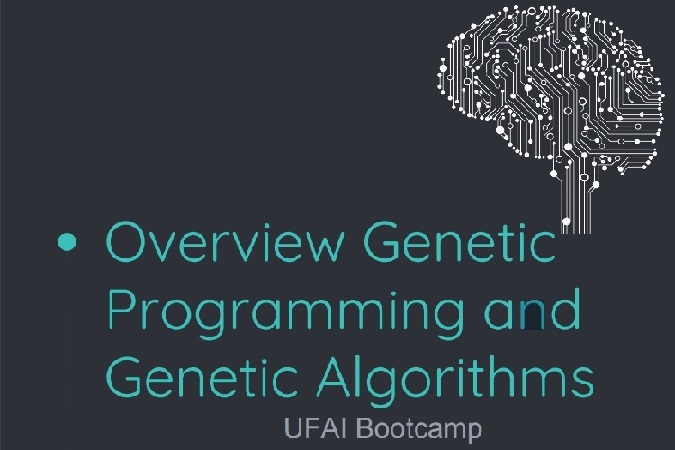 • Overview Genetic
Programming and
Genetic Algorithms
UFAI Bootcamp